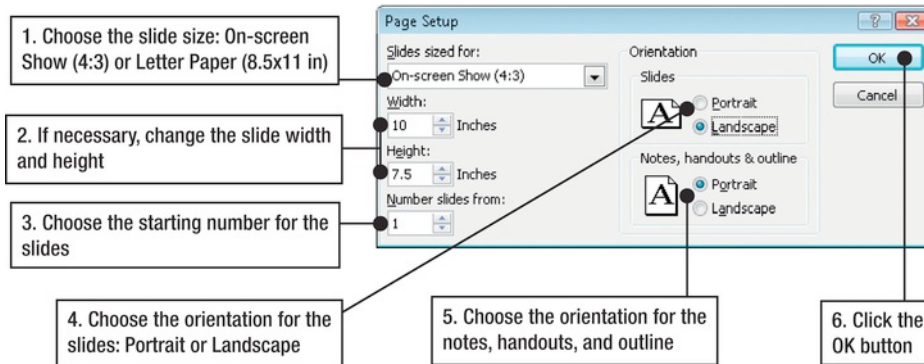 1. Choose the slide size: On-screen
Show (4:3) or Letter Paper (8.5x11 in)
2. If necessary, change the slide width
and height
3. Choose the starting number for the
slides
Page Setup
Slides sized for:
On-screen Show (4:3)
Width:
10 Inches
Height:
7.5 Inches
Number slides from:
1
Orientation
Slides
A
Portrait
Landscape
Notes, handouts & outline
A
Portrait
Landscape
OK
Cancel
4. Choose the orientation for the
slides: Portrait or Landscape
5. Choose the orientation for the
notes, handouts, and outline
6. Click the
OK button